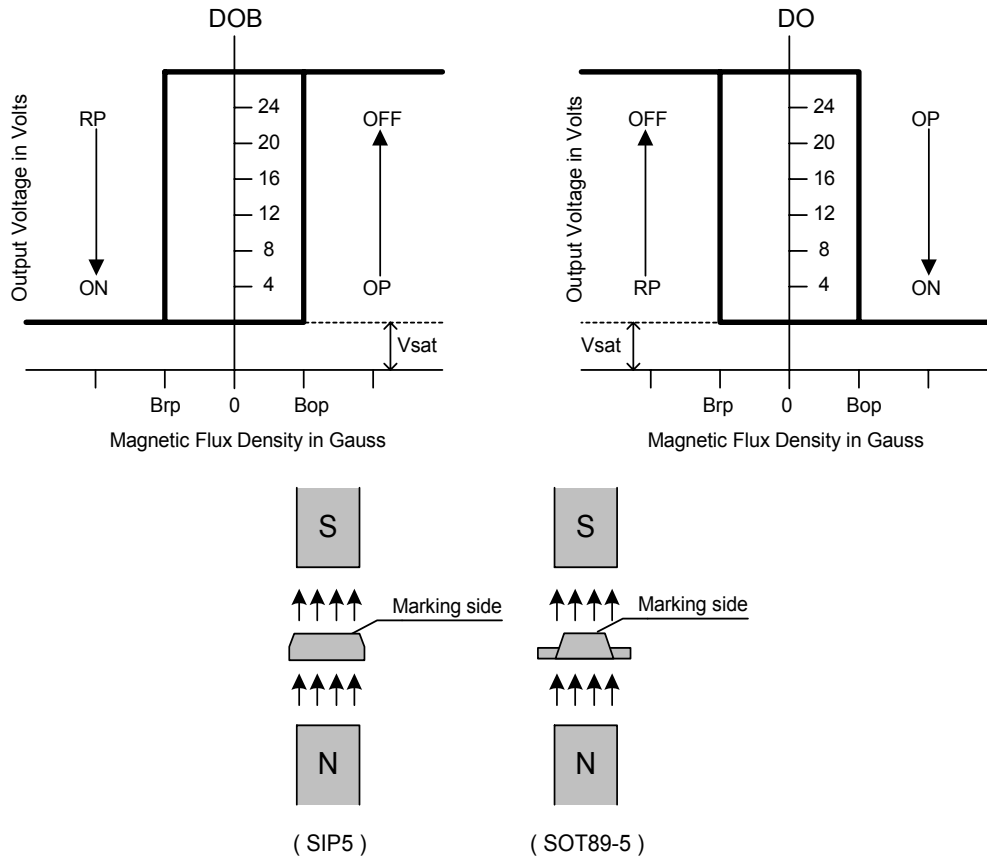 DOB
Output Voltage in Volts
24
20
16
12
8
4
RP
ON
OFF
OP
Vsat
Brp
0
Bop
Magnetic Flux Density in Gauss
DO
Output Voltage in Volts
24
20
16
12
8
4
OFF
RP
OP
ON
Vsat
Brp
0
Bop
Magnetic Flux Density in Gauss
S
Marking side
N
( SIP5 )
S
Marking side
N
( SOT89-5 )